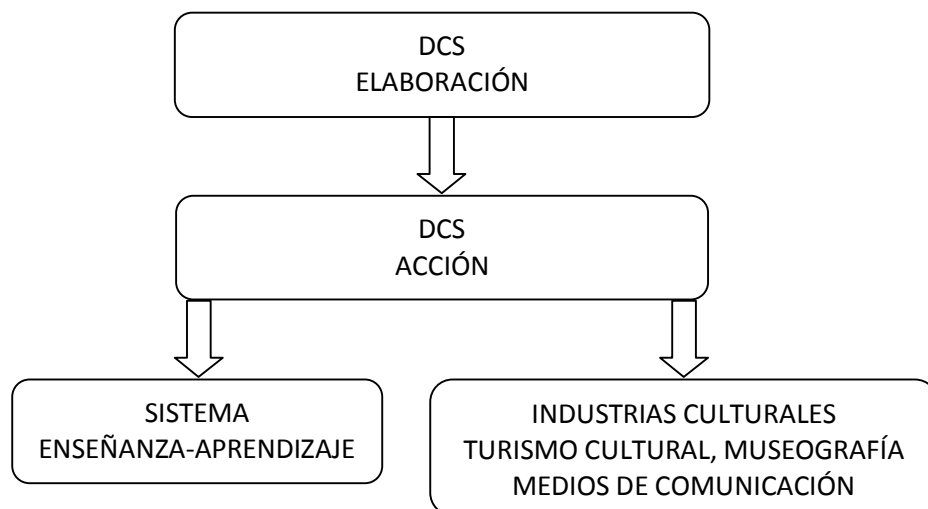 DCS
ELABORACIÓN
DCS
ACCIÓN
SISTEMA
ENSEÑANZA-APRENDIZAJE
INDUSTRIAS CULTURALES
TURISMO CULTURAL, MUSEOGRAFÍA
MEDIOS DE COMUNICACIÓN